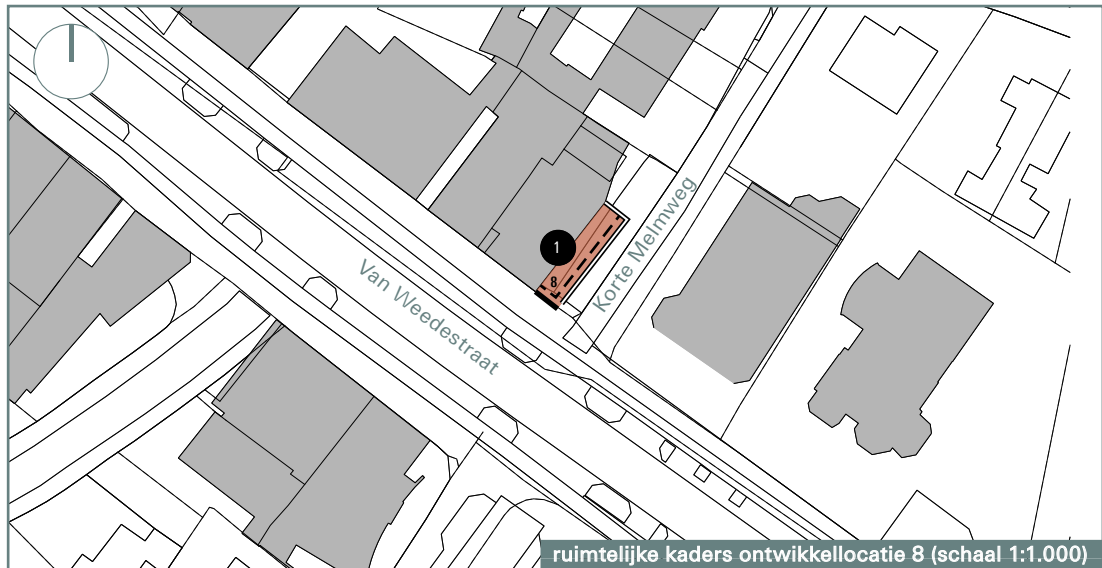 1
8
Korte Melmweg
Van Weedestraat
ruimtelijke kaders ontwikkellocatie 8 (schaal 1:1.000)